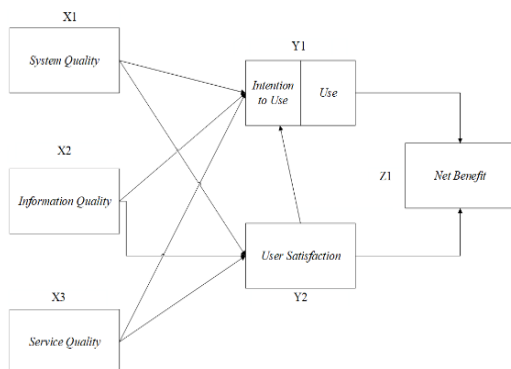 X1
System Quality
X2
Information Quality
X3
Service Quality
Y1
Intention
to Use
Use
User Satisfaction
Y2
Z1
Net Benefit